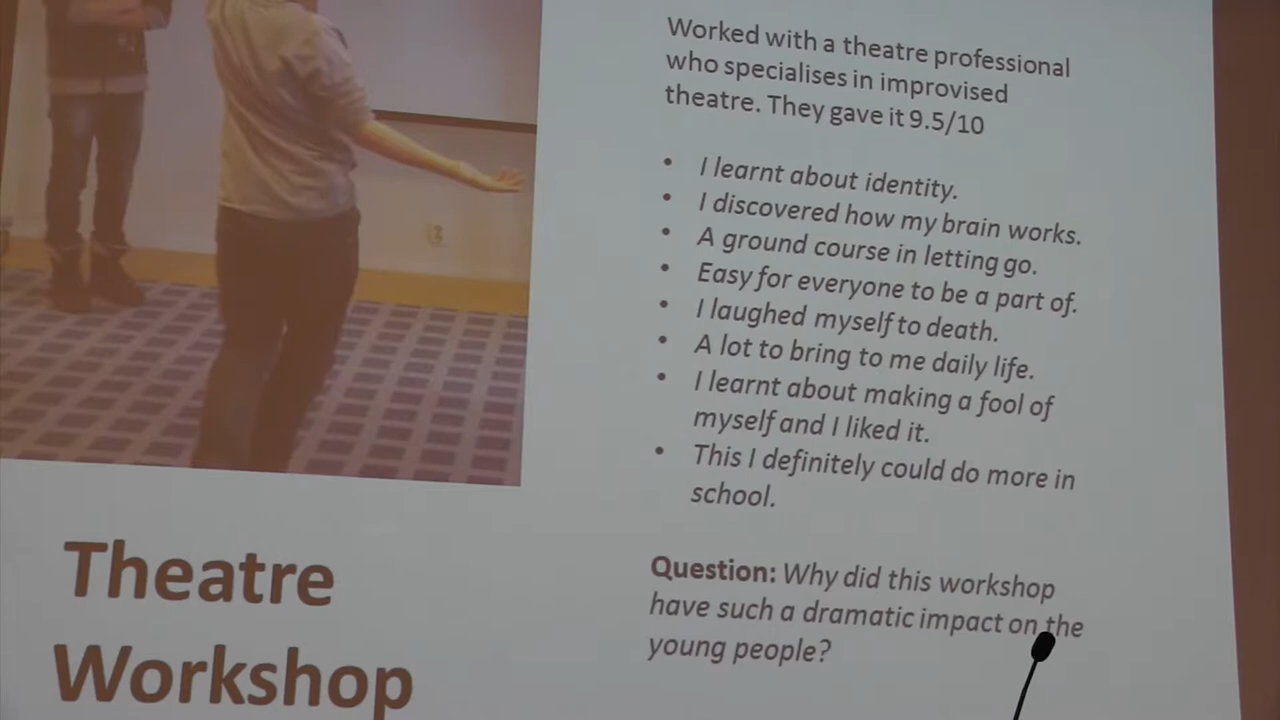 Worked with a theatre professional
who specialises in improvised
theatre. They gave it 9.5/10
• I learnt about identity.
• I discovered how my brain works.
• A ground course in letting go.
• Easy for everyone to be a part of.
• I laughed myself to death.
• A lot to bring to me daily life.
• I learnt about making a fool of
myself and I liked it.
• This I definitely could do more in
school.
Question: Why did this workshop
have such a dramatic impact on the
young people?
Theatre
Workshop